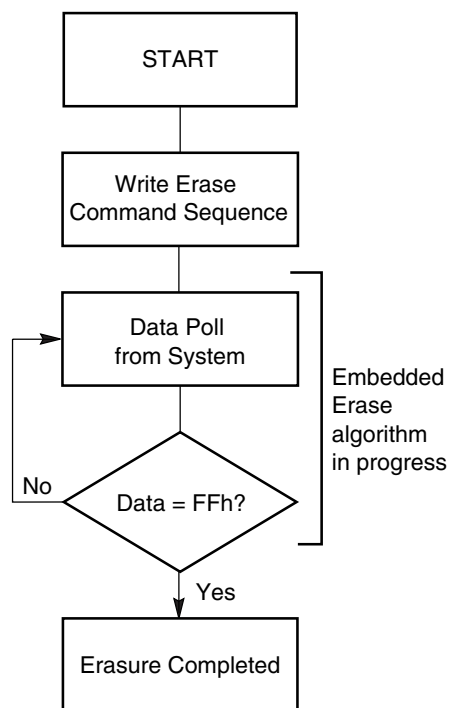 START
Write Erase
Command Sequence
Data Poll
from System
Embedded
Erase
algorithm
in progress
No
Data = FFh?
Yes
Erasure Completed